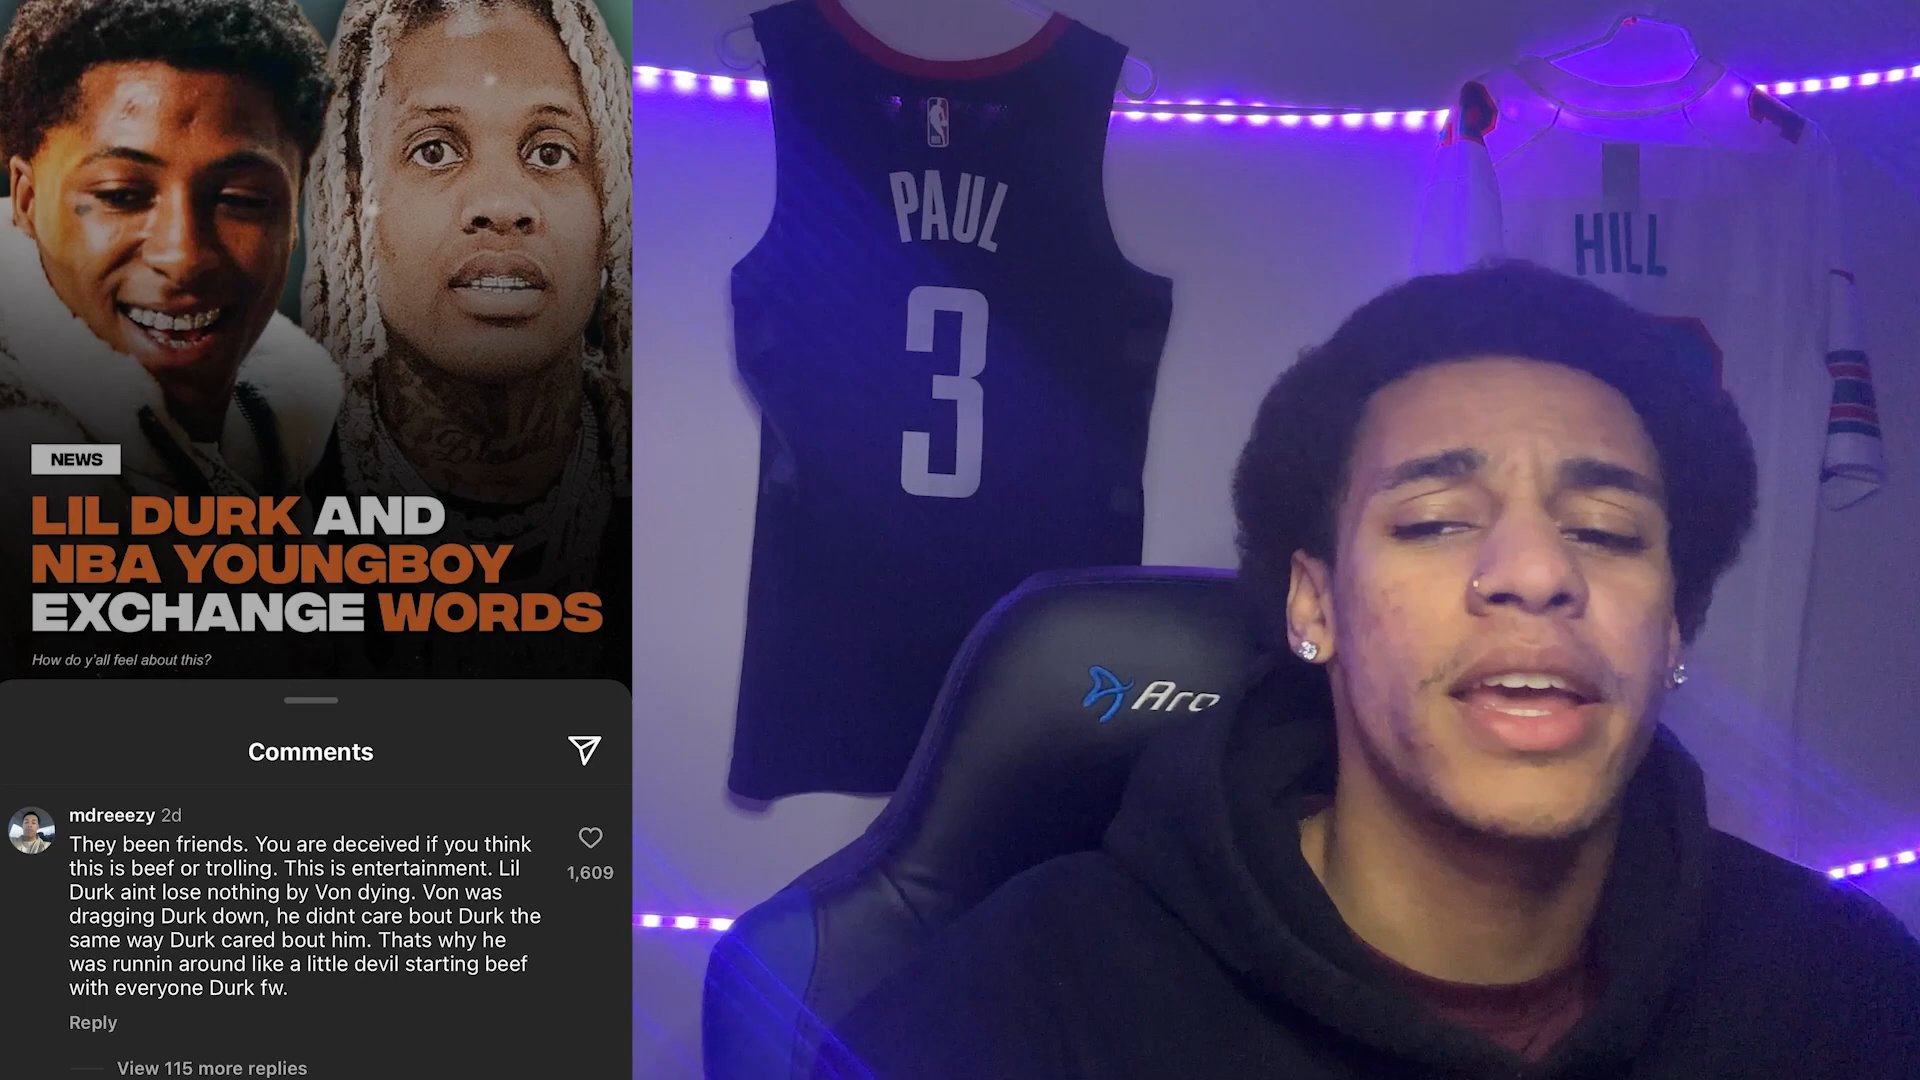 NEWS
LIL DURK AND
NBA YOUNGBOY
EXCHANGE WORDS
How do y'all feel about this?
Comments
mdreeezy 2d
They been friends. You are deceived if you think
this is beef or trolling. This is entertainment. Lil
Durk aint lose nothing by Von dying. Von was
dragging Durk down, he didnt care bout Durk the
same way Durk cared bout him. Thats why he
was runnin around like a little devil starting beef
with everyone Durk fw.
1,609
Reply
View 115 more replies
PAUL
3
HILL
Aro